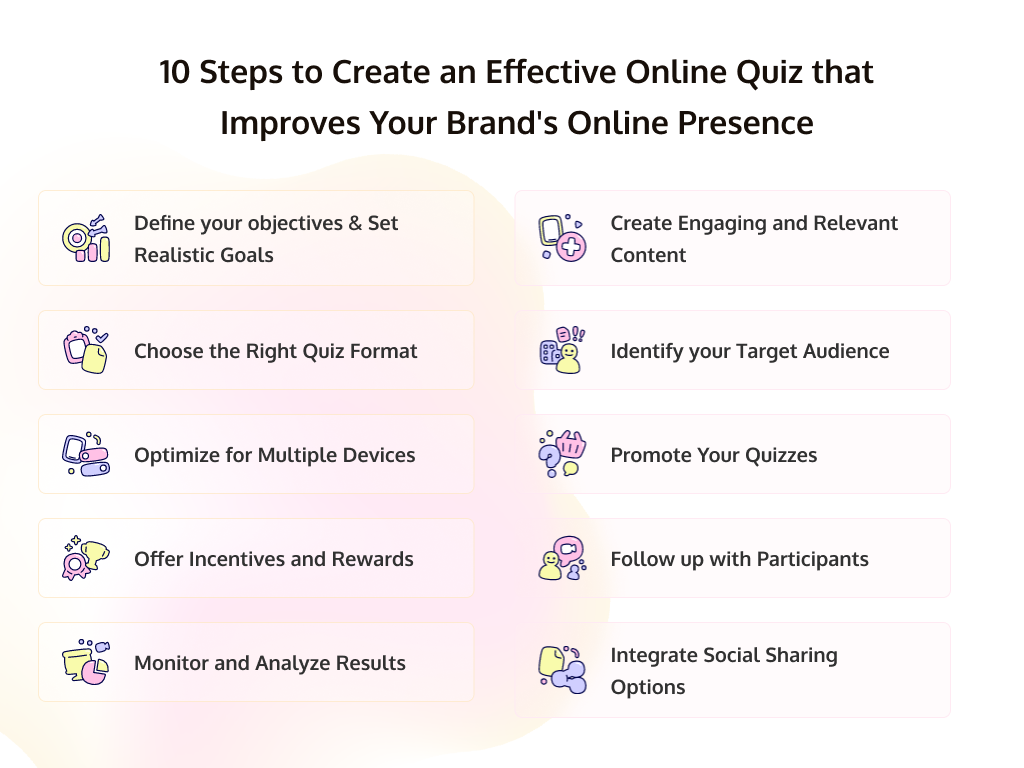 10 Steps to Create an Effective Online Quiz that
Improves Your Brand's Online Presence
Define your objectives & Set
Realistic Goals
Create Engaging and Relevant
Content
Choose the Right Quiz Format
Identify your Target Audience
Optimize for Multiple Devices
Promote Your Quizzes
Offer Incentives and Rewards
Follow up with Participants
Monitor and Analyze Results
Integrate Social Sharing
Options